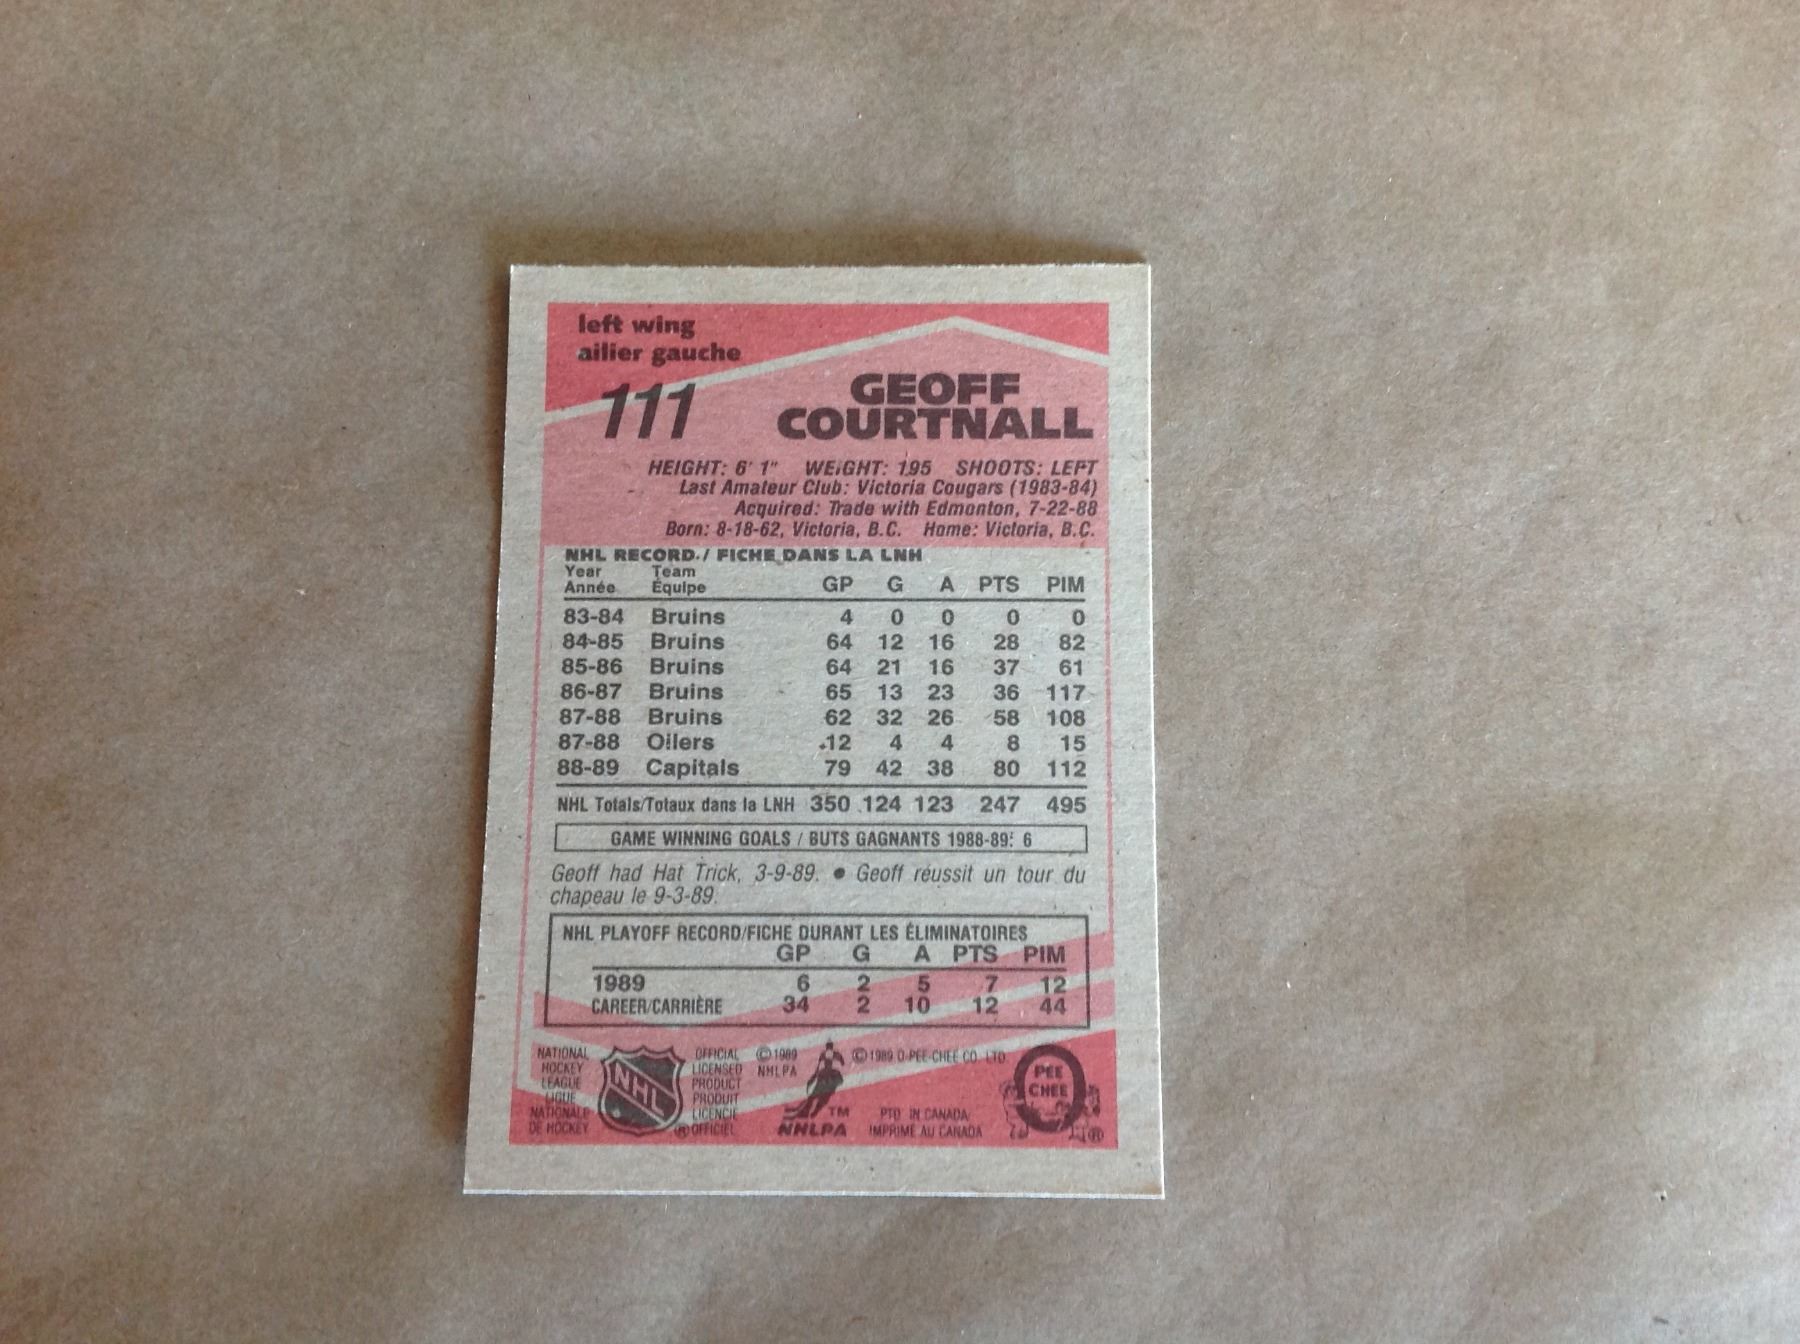 left wing
ailier gauche
111
GEOFF
COURTNALL
HEIGHT: 6' 1" WEIGHT: 195 SHOOTS: LEFT
Last Amateur Club: Victoria Cougars (1983-84)
Acquired: Trade with Edmonton, 7-22-88
Born: 8-18-62, Victoria, B.C. Home: Victoria, B.C.
NHL RECORD / FICHE DANS LA LNH
Year Team
Année Équipe GP G A PTS PIM
83-84 Bruins 4 0 0 0 0
84-85 Bruins 64 12 16 28 82
85-86 Bruins 64 21 16 37 61
86-87 Bruins 65 13 23 36 117
87-88 Bruins 62 32 26 58 108
87-88 Oilers 12 4 4 8 15
88-89 Capitals 79 42 38 80 112
NHL Totals/Totaux dans la LNH 350 124 123 247 495
GAME WINNING GOALS / BUTS GAGNANTS 1988-89: 6
Geoff had Hat Trick, 3-9-89. ● Geoff réussit un tour du
chapeau le 9-3-89.
NHL PLAYOFF RECORD/FICHE DURANT LES ÉLIMINATOIRES
GP G A PTS PIM
1989 6 2 5 7 12
CAREER/CARRIÈRE 34 2 10 12 44
NATIONAL
HOCKEY
LEAGUE
LIGUE
NATIONALE
DE HOCKEY
NHL
OFFICIAL
LICENSED
PRODUCT
PRODUIT
LICENCIE
® OFFICIEL
© 1989
NHLPA
TM
NHLPA
© 1989 O-PEE-CHEE CO. LTD.
PTD. IN CANADA/
IMPRIMÉ AU CANADA
O
PEE
CHEE
®